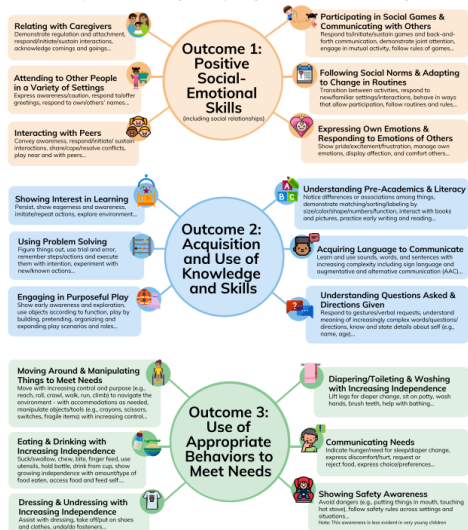 Relating with Caregivers
Demonstrate regulation and attachment,
respond/initiate/sustain interactions,
acknowledge comings and goings...
Attending to Other People
in a Variety of Settings
Express awareness/caution, respond to/offer
greetings, respond to own/others' names...
Interacting with Peers
Convey awareness, respond/initiate/ sustain
interactions, share/cope/resolve conflicts,
play near and with peers...
Outcome 1:
Positive
Social-
Emotional
Skills
(including social relationships)
Participating in Social Games &
Communicating with Others
Respond to/initiate/sustain games and back-and-
forth communication, demonstrate joint attention,
engage in mutual activity, follow rules of games...
Following Social Norms & Adapting
to Change in Routines
Transition between activities, respond to
new/familiar settings/interactions, behave in ways
that allow participation, follow routines and rules...
Expressing Own Emotions &
Responding to Emotions of Others
Show pride/excitement/frustration, manage own
emotions, display affection, and comfort others...
Showing Interest in Learning
Persist, show eagerness and awareness,
imitate/repeat actions, explore environment...
Using Problem Solving
Figure things out, use trial and error,
remember steps/actions and execute
them with intention, experiment with
new/known actions...
Engaging in Purposeful Play
Show early awareness and exploration,
use objects according to function, play by
building, pretending, organizing and
expanding play scenarios and roles...
Outcome 2:
Acquisition
and Use of
Knowledge
and Skills
A B C
Understanding Pre-Academics & Literacy
Notice differences or associations among things,
demonstrate matching/sorting/labeling by
size/color/shape/numbers/function, interact with books
and pictures, practice early writing and reading...
Acquiring Language to Communicate
Learn and use sounds, words, and sentences with
increasing complexity including sign language and
augmentative and alternative communication (AAC)...
Understanding Questions Asked &
Directions Given
Respond to gestures/verbal requests, understand
meaning of increasingly complex words/questions/
directions, know and state details about self (e.g.,
name, age)...
Moving Around & Manipulating
Things to Meet Needs
Move with increasing control and purpose (e.g.,
reach, roll, crawl, walk, run, climb) to navigate the
environment - with accommodations as needed,
manipulate objects/tools (e.g., crayons, scissors,
switches, fragile items) with increasing control...
Eating & Drinking with
Increasing Independence
Suck/swallow, chew, bite, finger feed, use
utensils, hold bottle, drink from cup, show
growing independence with amount/type of
food eaten, access food and feed self...
Dressing & Undressing with
Increasing Independence
Assist with dressing, take off/put on shoes
and clothes, undo/do fasteners...
Outcome 3:
Use of
Appropriate
Behaviors to
Meet Needs
Diapering/Toileting & Washing
with Increasing Independence
Lift legs for diaper change, sit on potty, wash
hands, brush teeth, help with bathing...
Communicating Needs
Indicate hunger/need for sleep/diaper change,
express discomfort/hurt, request or
reject food, express choice/preferences...
Showing Safety Awareness
Avoid dangers (e.g., putting things in mouth, touching
hot stove), follow safety rules across settings and
situations...
Note: This awareness is less evident in very young children